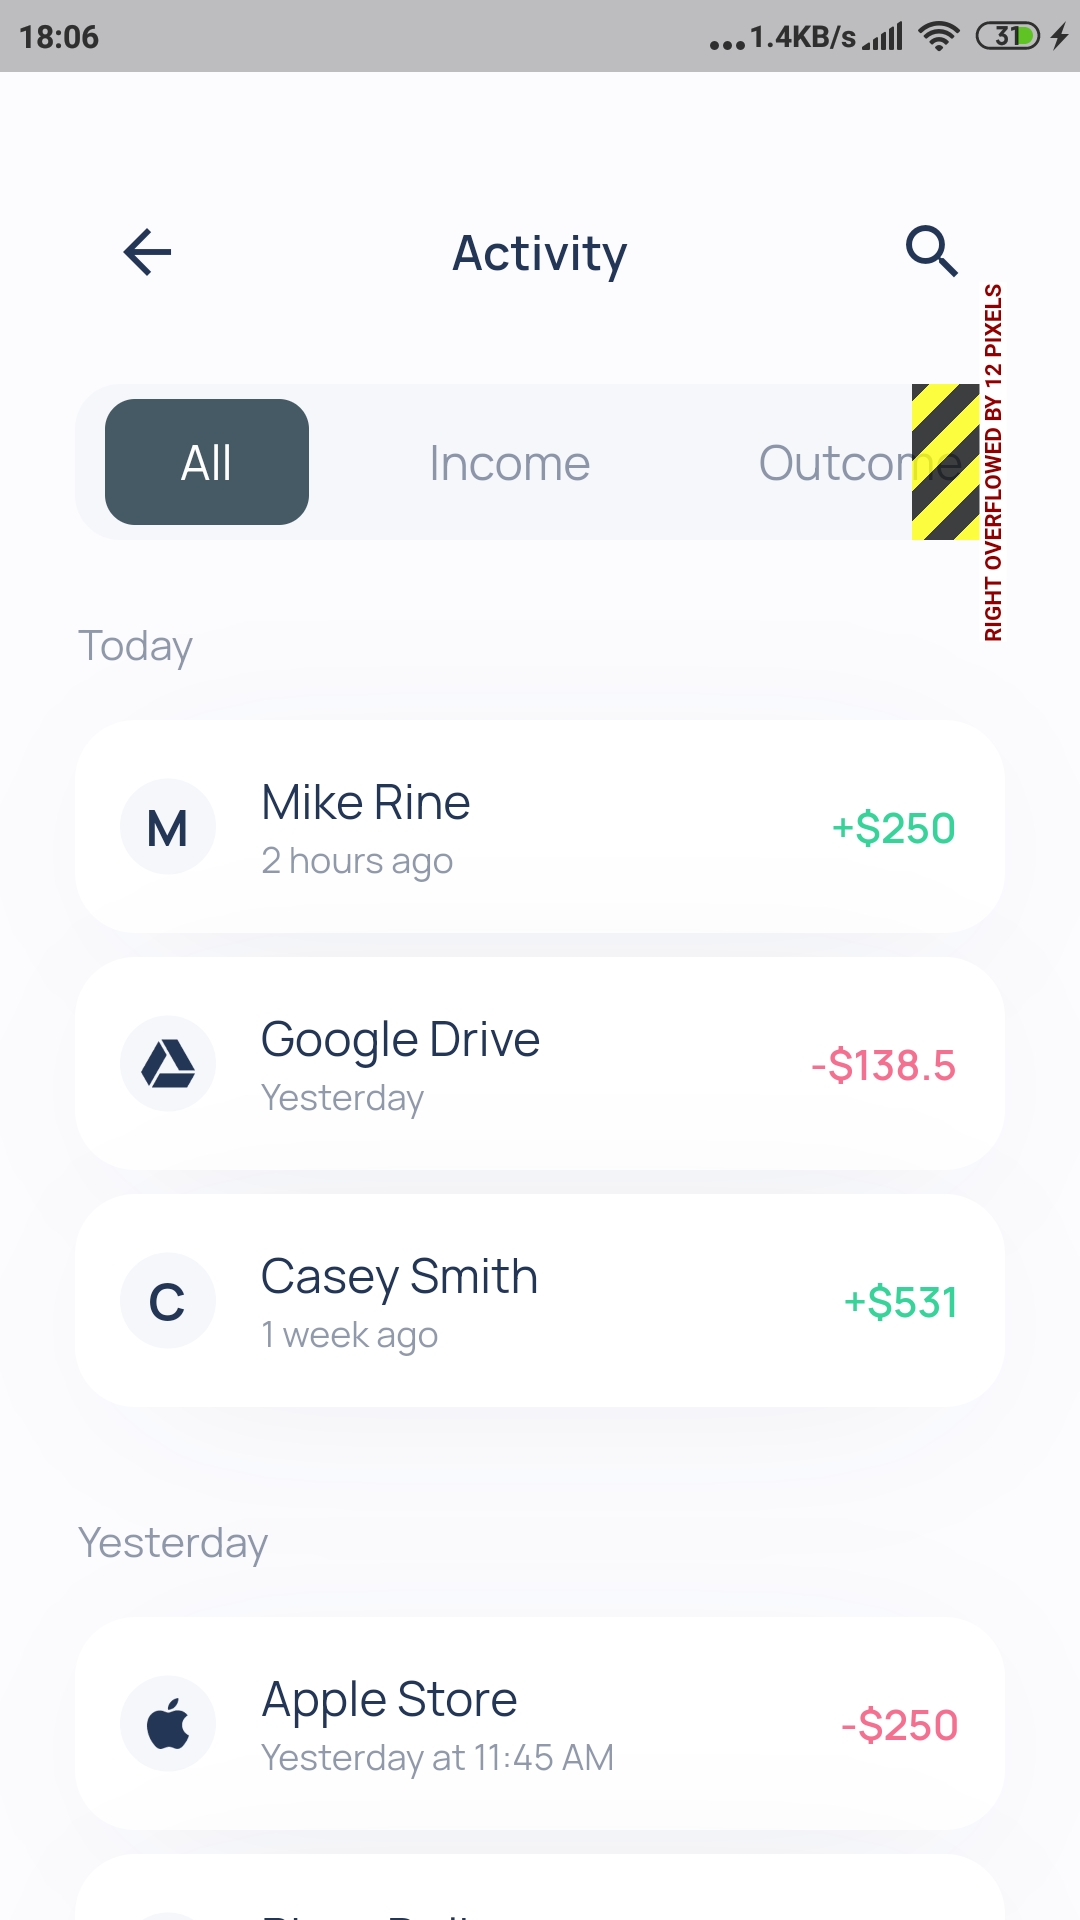 18:06 ...1.4KB/s 31
Activity
All Income Outcome
RIGHT OVERFLOWED BY 12 PIXELS
Today
M Mike Rine +$250
2 hours ago
Google Drive -$138.5
Yesterday
C Casey Smith +$531
1 week ago
Yesterday
Apple Store -$250
Yesterday at 11:45 AM